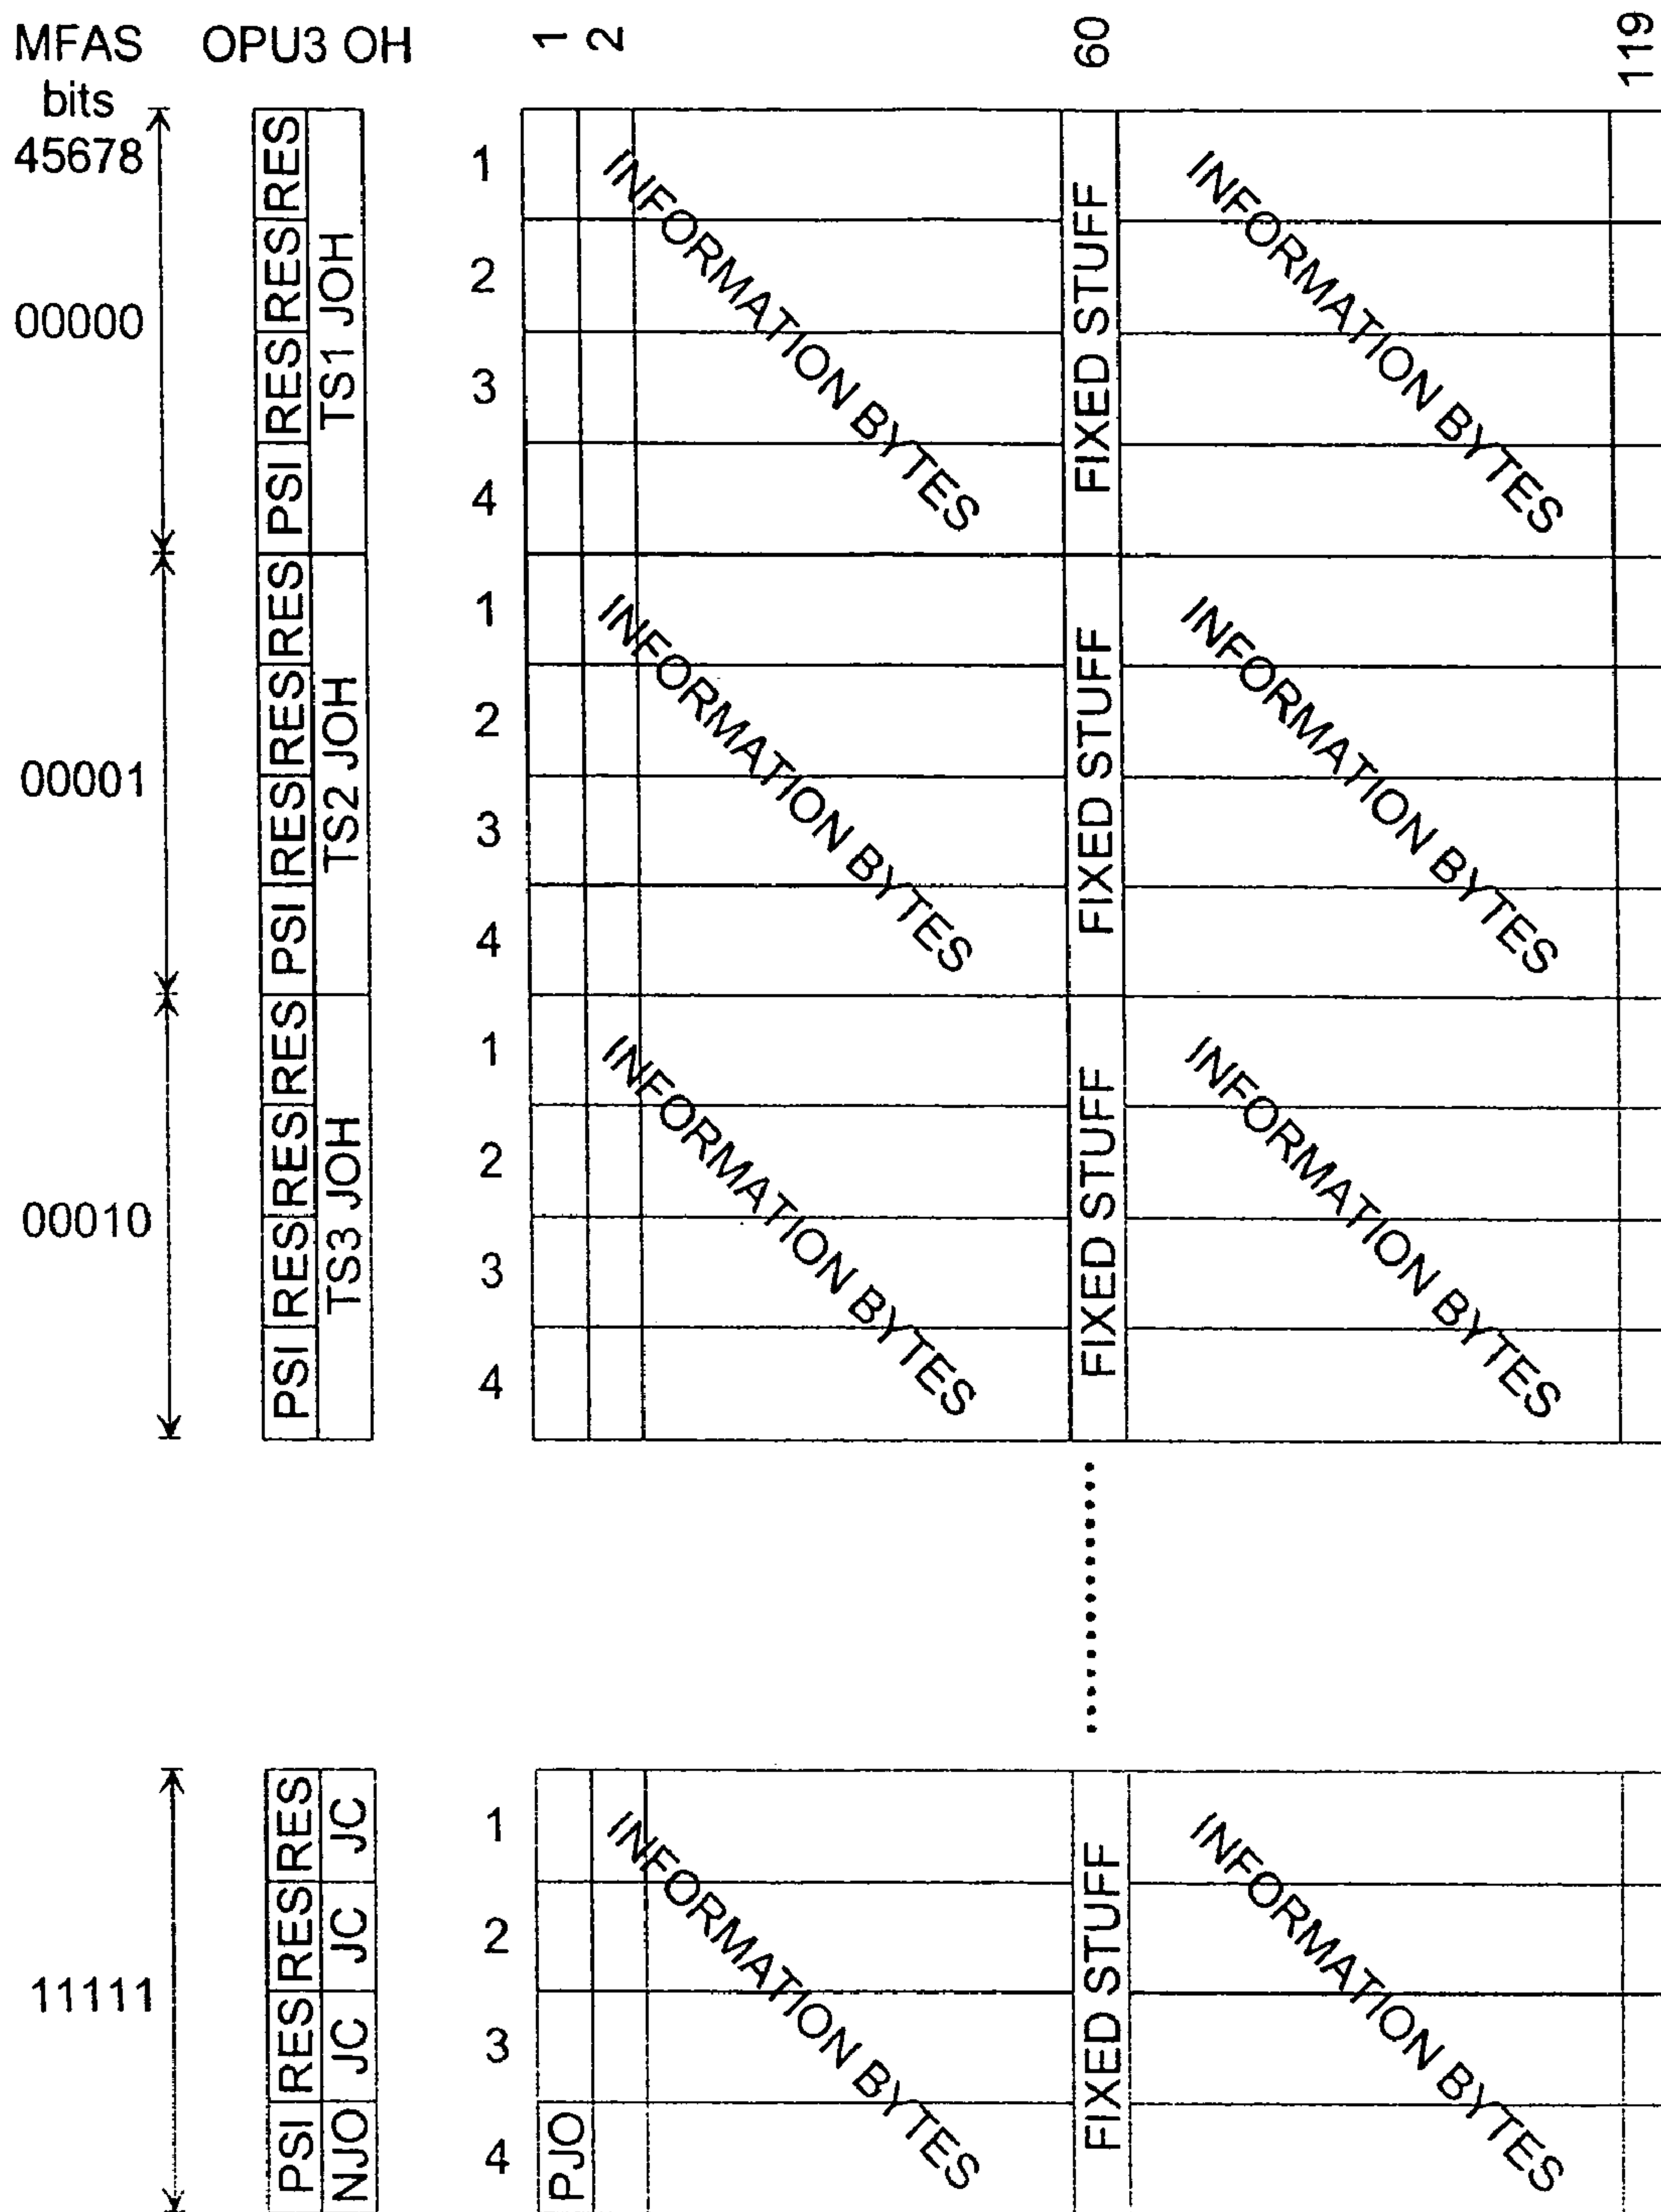 MFAS bits 45678
OPU3 OH
1
2
60
119
00000
RES
RES
RES
PSI
TS1 JOH
1
2
3
4
INFORMATION BYTES
FIXED STUFF
INFORMATION BYTES
00001
RES
RES
RES
PSI
TS2 JOH
1
2
3
4
INFORMATION BYTES
FIXED STUFF
INFORMATION BYTES
00010
RES
RES
RES
PSI
TS3 JOH
1
2
3
4
INFORMATION BYTES
FIXED STUFF
INFORMATION BYTES
11111
RES
RES
RES
PSI
JC
JC
JC
NJO
1
2
3
4
PJO
INFORMATION BYTES
FIXED STUFF
INFORMATION BYTES